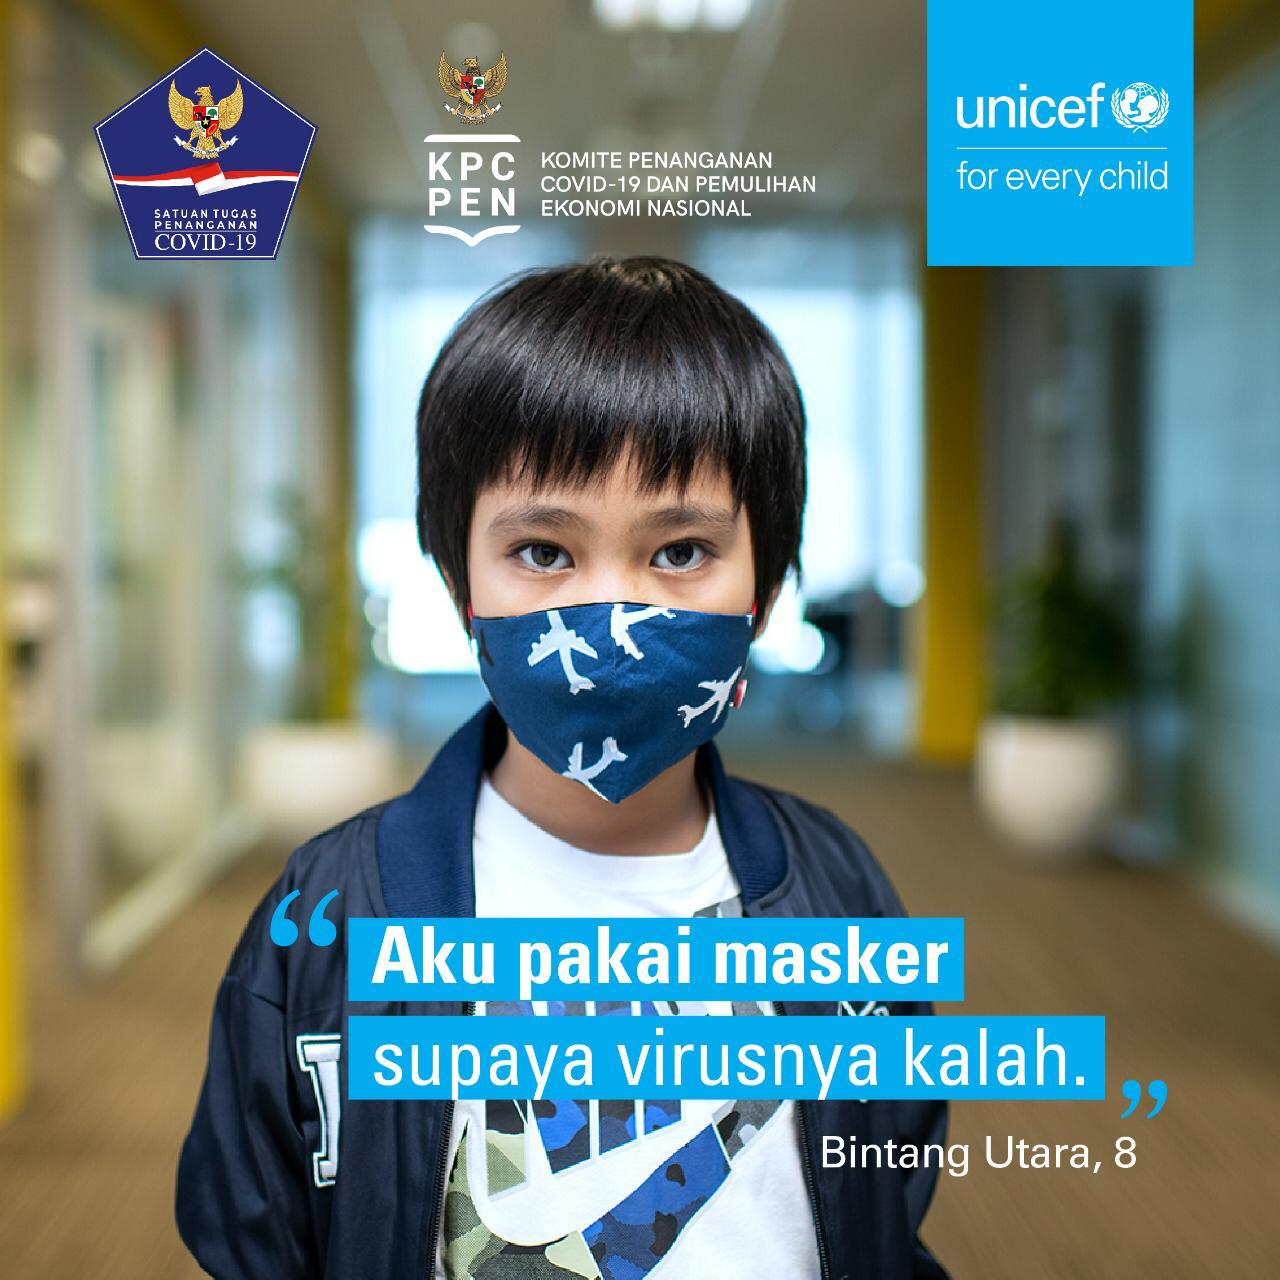 SATUAN TUGAS
PENANGANAN
COVID-19
KPC
PEN
KOMITE PENANGANAN
COVID-19 DAN PEMULIHAN
EKONOMI NASIONAL
unicef
for every child
“Aku pakai masker
supaya virusnya kalah.”
Bintang Utara, 8